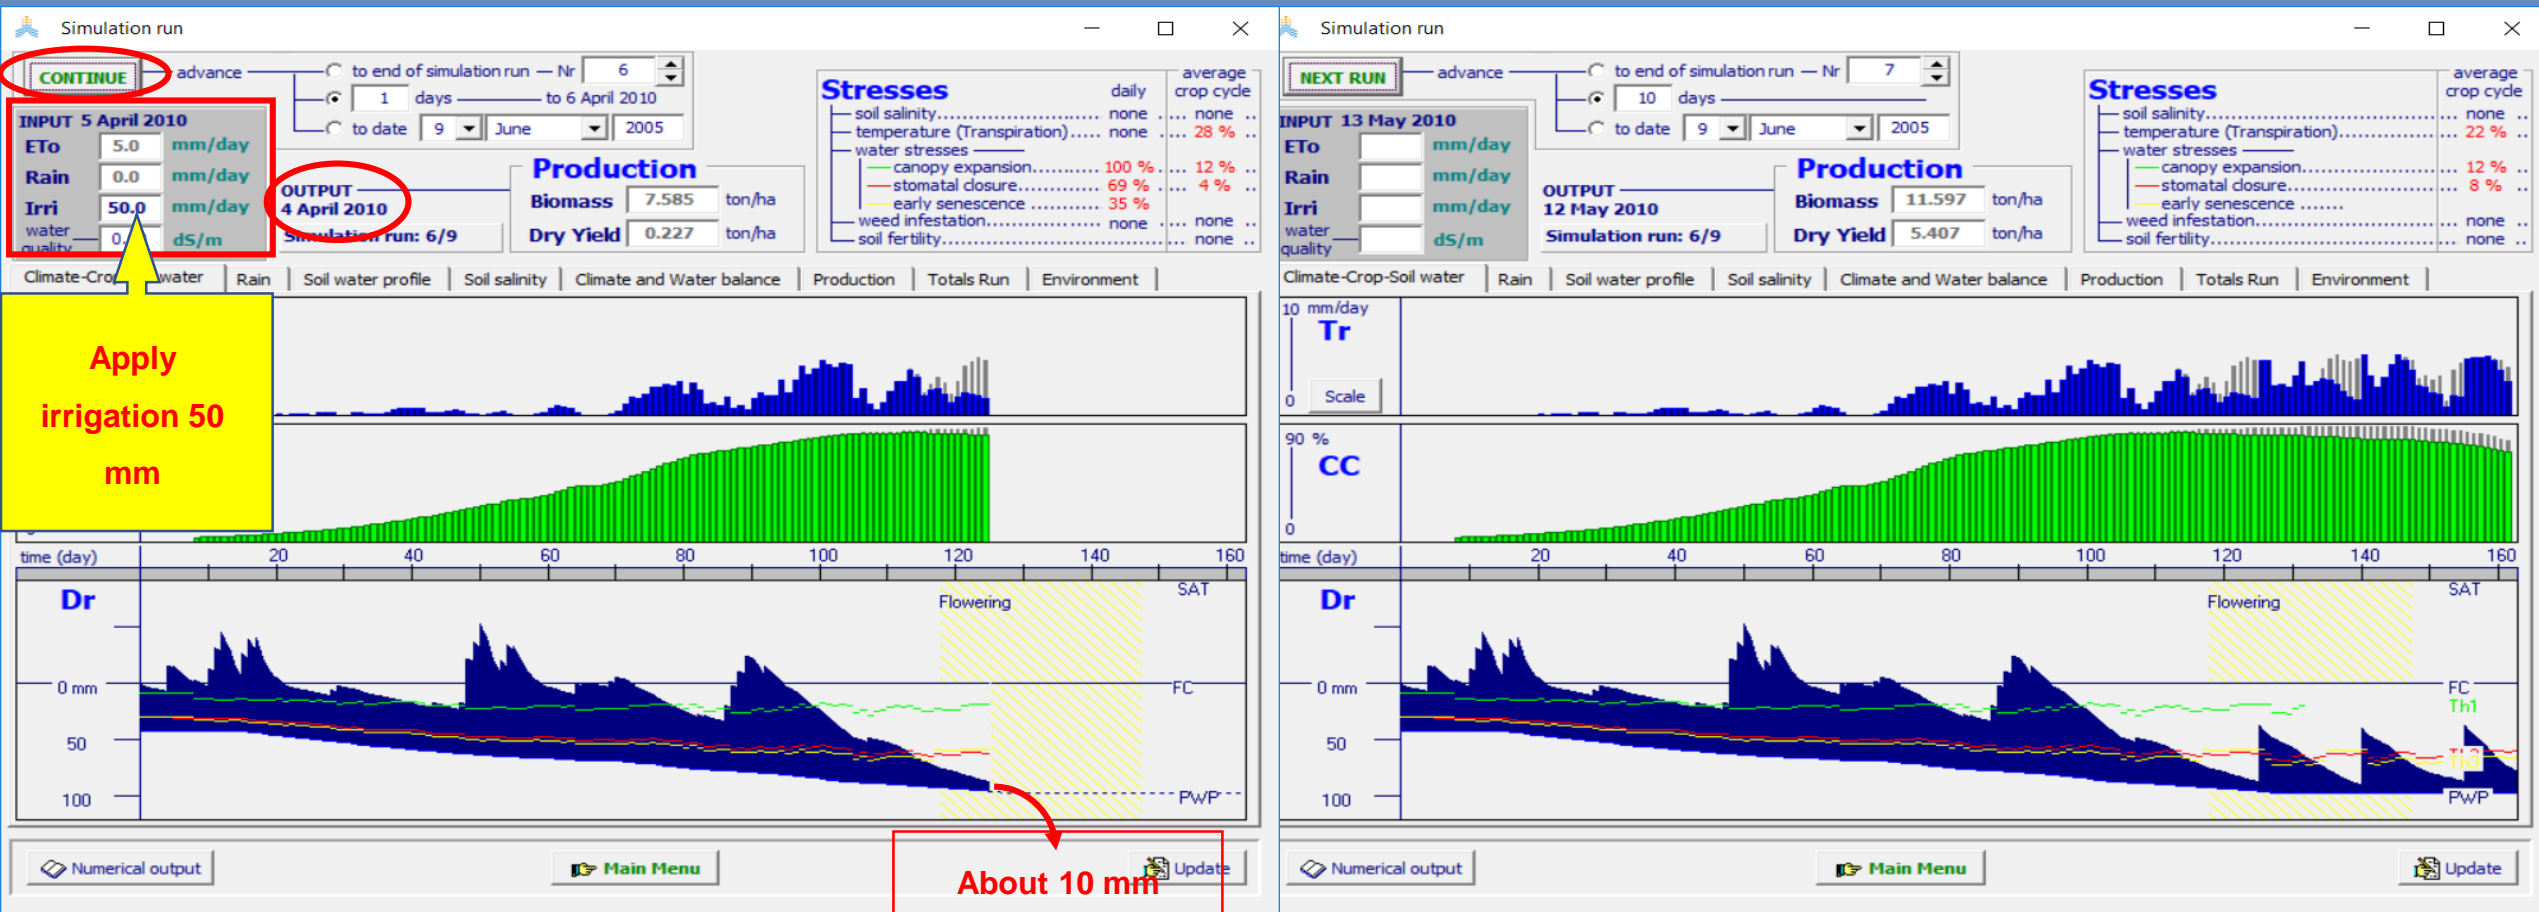 Simulation run
CONTINUE
advance
to end of simulation run — Nr 6
1 days to 6 April 2010
to date 9 June 2005
INPUT 5 April 2010
ETo 5.0 mm/day
Rain 0.0 mm/day
Irri 50.0 mm/day
water quality 0. dS/m
OUTPUT
4 April 2010
Simulation run: 6/9
Production
Biomass 7.585 ton/ha
Dry Yield 0.227 ton/ha
Stresses daily average crop cycle
soil salinity none none
temperature (Transpiration) none 28 %
water stresses
canopy expansion 100 % 12 %
stomatal closure 69 % 4 %
early senescence 35 %
weed infestation none none
soil fertility none
Climate-Crop water Rain Soil water profile Soil salinity Climate and Water balance Production Totals Run Environment
Apply
irrigation 50
mm
time (day) 20 40 60 80 100 120 140 160
Dr
Flowering
SAT
0 mm
FC
50
100
PWP
Numerical output
Main Menu
Update
About 10 mm
Simulation run
NEXT RUN
advance
to end of simulation run — Nr 7
10 days
to date 9 June 2005
INPUT 13 May 2010
ETo mm/day
Rain mm/day
Irri mm/day
water quality dS/m
OUTPUT
12 May 2010
Simulation run: 6/9
Production
Biomass 11.597 ton/ha
Dry Yield 5.407 ton/ha
Stresses average crop cycle
soil salinity none
temperature (Transpiration) 22 %
water stresses
canopy expansion 12 %
stomatal closure 8 %
early senescence
weed infestation none
soil fertility none
Climate-Crop-Soil water Rain Soil water profile Soil salinity Climate and Water balance Production Totals Run Environment
10 mm/day
Tr
0
Scale
90 %
CC
0
time (day) 20 40 60 80 100 120 140 160
Dr
Flowering
SAT
0 mm
FC
Th1
50
Th3
100
PWP
Numerical output
Main Menu
Update